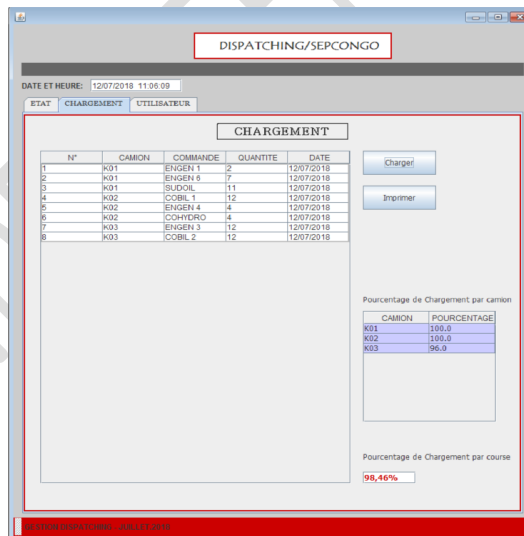 DISPATCHING/SEPCONGO
DATE ET HEURE: 12/07/2018 11:06:09
ETAT CHARGEMENT UTILISATEUR
CHARGEMENT
N° CAMION COMMANDE QUANTITE DATE
1 K01 ENGEN 1 2 12/07/2018
2 K01 ENGEN 6 7 12/07/2018
3 K01 SUDOIL 11 12/07/2018
4 K02 COBIL 1 12 12/07/2018
5 K02 ENGEN 4 4 12/07/2018
6 K02 COHYDRO 4 12/07/2018
7 K03 ENGEN 3 12 12/07/2018
8 K03 COBIL 2 12 12/07/2018
Charger
Imprimer
Pourcentage de Chargement par camion
CAMION POURCENTAGE
K01 100.0
K02 100.0
K03 96.0
Pourcentage de Chargement par course
98,46%